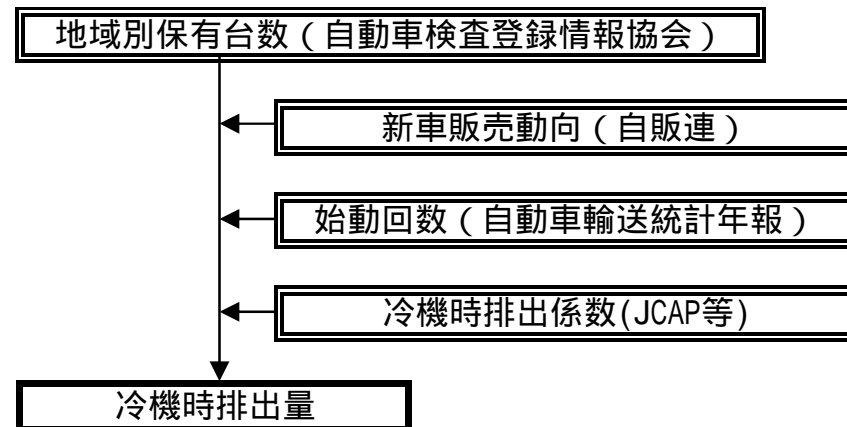 地域別保有台数（自動車検査登録情報協会）
新車販売動向（自販連）
始動回数（自動車輸送統計年報）
冷機時排出係数(JCAP等)
冷機時排出量